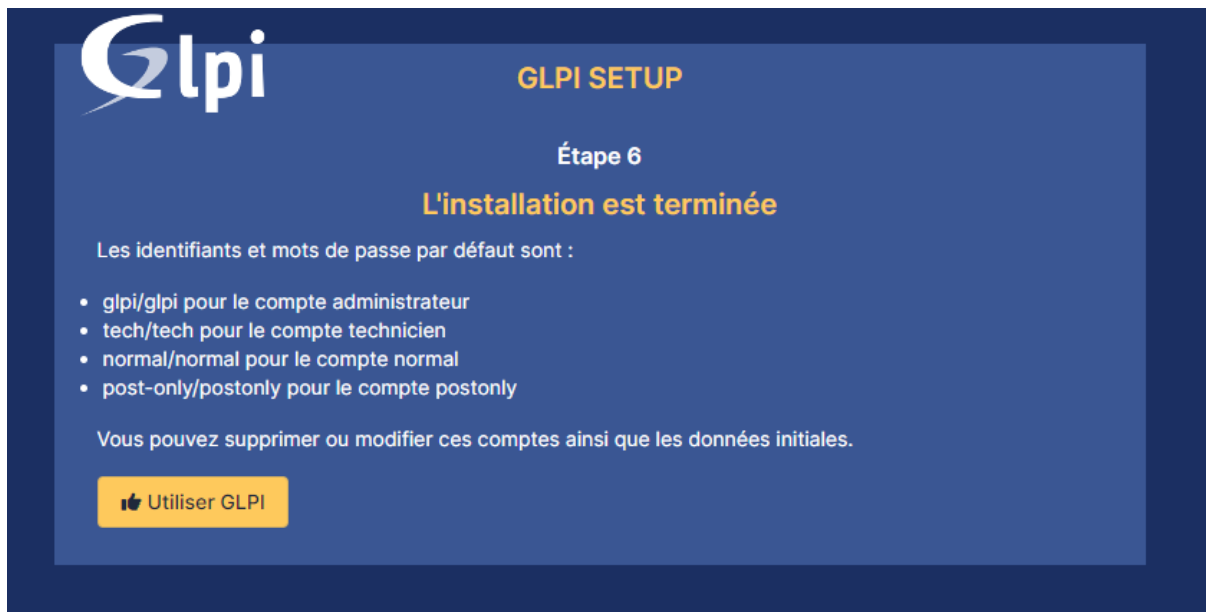 Glpi
GLPI SETUP
Étape 6
L'installation est terminée
Les identifiants et mots de passe par défaut sont :
• glpi/glpi pour le compte administrateur
• tech/tech pour le compte technicien
• normal/normal pour le compte normal
• post-only/postonly pour le compte postonly
Vous pouvez supprimer ou modifier ces comptes ainsi que les données initiales.
Utiliser GLPI